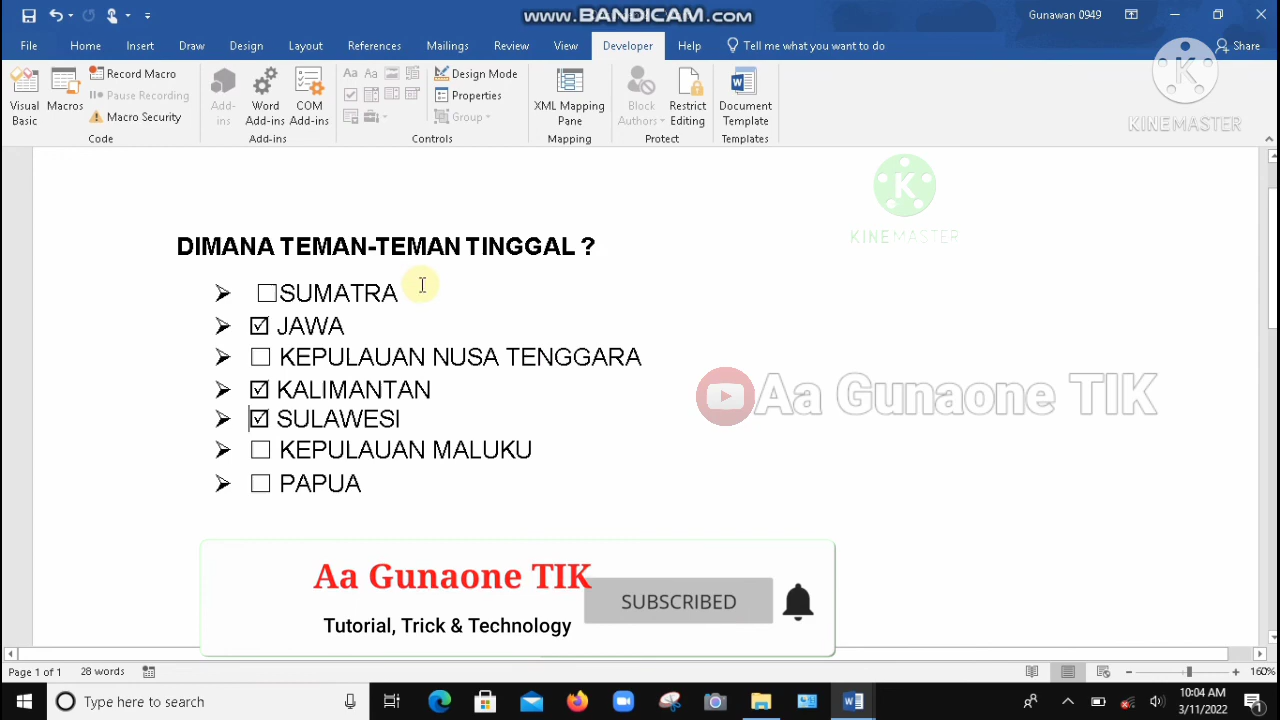 www.BANDICAM.com
Gunawan 0949
File Home Insert Draw Design Layout References Mailings Review View Developer Help Tell me what you want to do Share
Visual Basic
Macros
Record Macro
Pause Recording
Macro Security
Code
Add-ins
Word Add-ins
COM Add-ins
Add-ins
Aa Aa
Design Mode
Properties
Group
Controls
XML Mapping Pane
Mapping
Block Authors
Restrict Editing
Protect
Document Template
Templates
K
KINEMASTER
K
KINEMASTER
DIMANA TEMAN-TEMAN TINGGAL ?
➢ ☐SUMATRA
➢ ☑ JAWA
➢ ☐ KEPULAUAN NUSA TENGGARA
➢ ☑ KALIMANTAN
➢ ☑ SULAWESI
➢ ☐ KEPULAUAN MALUKU
➢ ☐ PAPUA
Aa Gunaone TIK
Aa Gunaone TIK
SUBSCRIBED
Tutorial, Trick & Technology
Page 1 of 1 28 words 160%
Type here to search
10:04 AM
3/11/2022
1